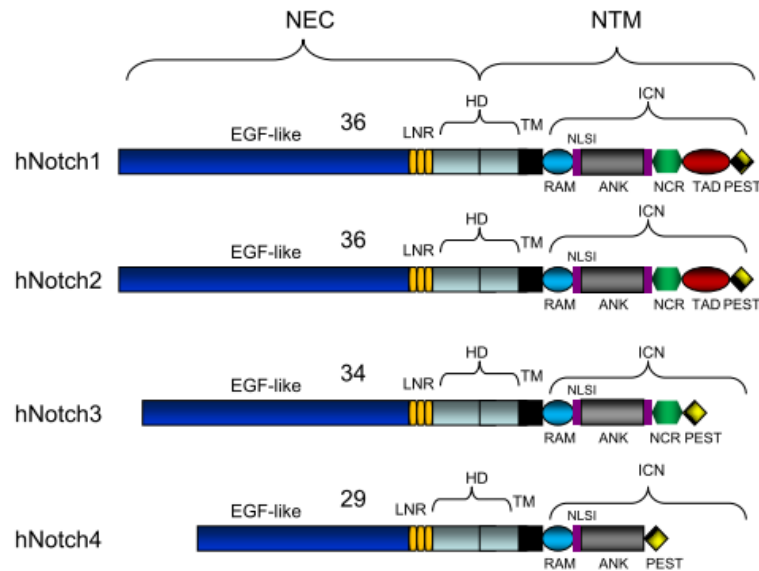 NEC NTM
HD ICN
36
EGF-like LNR TM NLSI
hNotch1
RAM ANK NCR TAD PEST
HD ICN
36
EGF-like LNR TM NLSI
hNotch2
RAM ANK NCR TAD PEST
HD ICN
34
EGF-like LNR TM NLSI
hNotch3
RAM ANK NCR PEST
HD ICN
29
EGF-like LNR TM NLSI
hNotch4
RAM ANK PEST